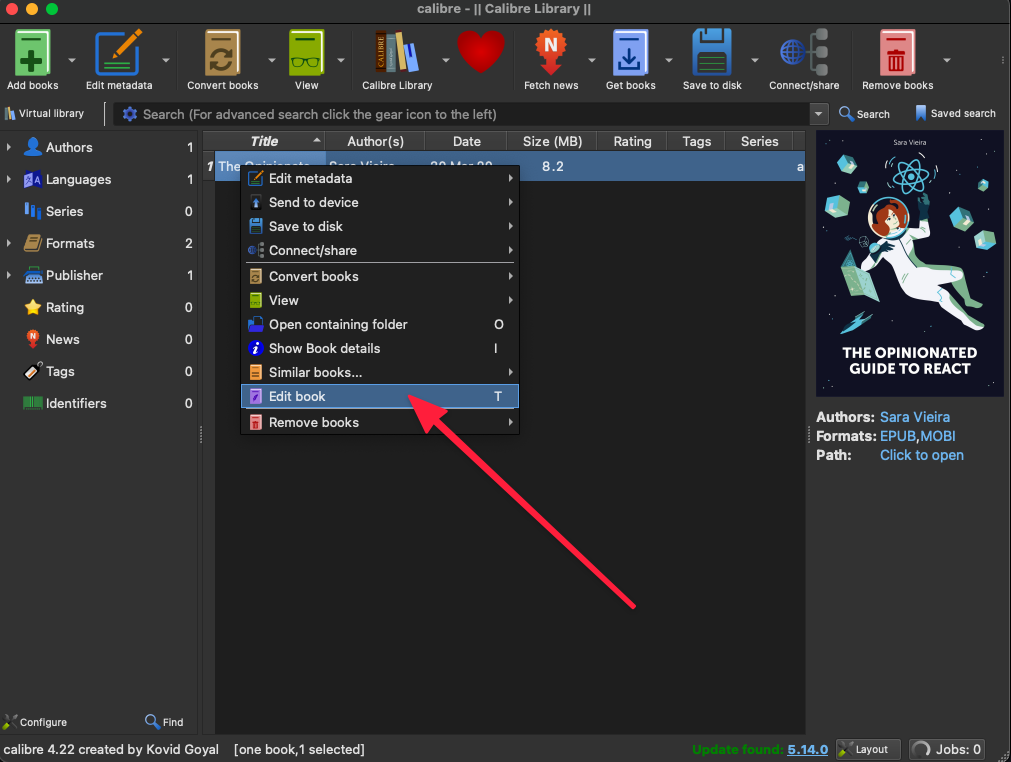 calibre - || Calibre Library ||
Add books
Edit metadata
Convert books
View
Calibre Library
Fetch news
Get books
Save to disk
Connect/share
Remove books
Virtual library
Search (For advanced search click the gear icon to the left)
Search
Saved search
Authors 1
Languages 1
Series 0
Formats 2
Publisher 1
Rating 0
News 0
Tags 0
Identifiers 0
Title Author(s) Date Size (MB) Rating Tags Series
1 The 8.2 a
Edit metadata
Send to device
Save to disk
Connect/share
Convert books
View
Open containing folder O
Show Book details I
Similar books...
Edit book T
Remove books
Sara Vieira
THE OPINIONATED
GUIDE TO REACT
Authors: Sara Vieira
Formats: EPUB,MOBI
Path: Click to open
Configure
Find
calibre 4.22 created by Kovid Goyal [one book,1 selected]
Update found: 5.14.0
Layout
Jobs: 0